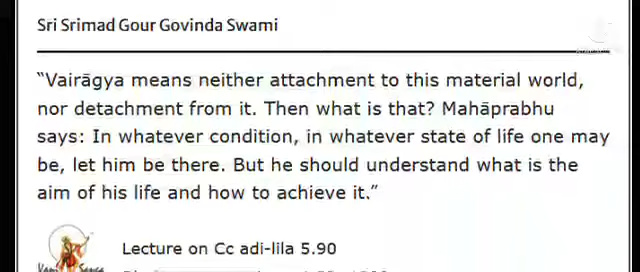 Sri Srimad Gour Govinda Swami
“Vairāgya means neither attachment to this material world,
nor detachment from it. Then what is that? Mahāprabhu
says: In whatever condition, in whatever state of life one may
be, let him be there. But he should understand what is the
aim of his life and how to achieve it.”
Lecture on Cc adi-lila 5.90